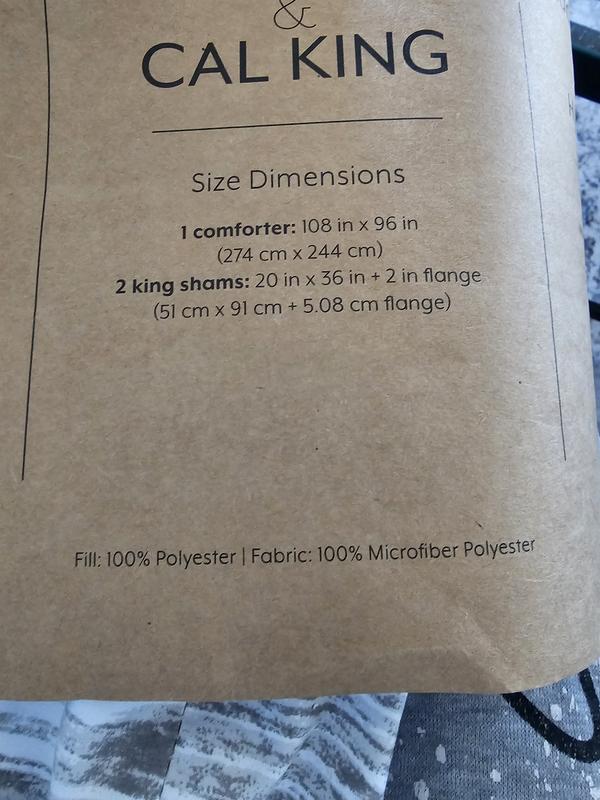 &
CAL KING
Size Dimensions
1 comforter: 108 in x 96 in
(274 cm x 244 cm)
2 king shams: 20 in x 36 in + 2 in flange
(51 cm x 91 cm + 5.08 cm flange)
Fill: 100% Polyester | Fabric: 100% Microfiber Polyester